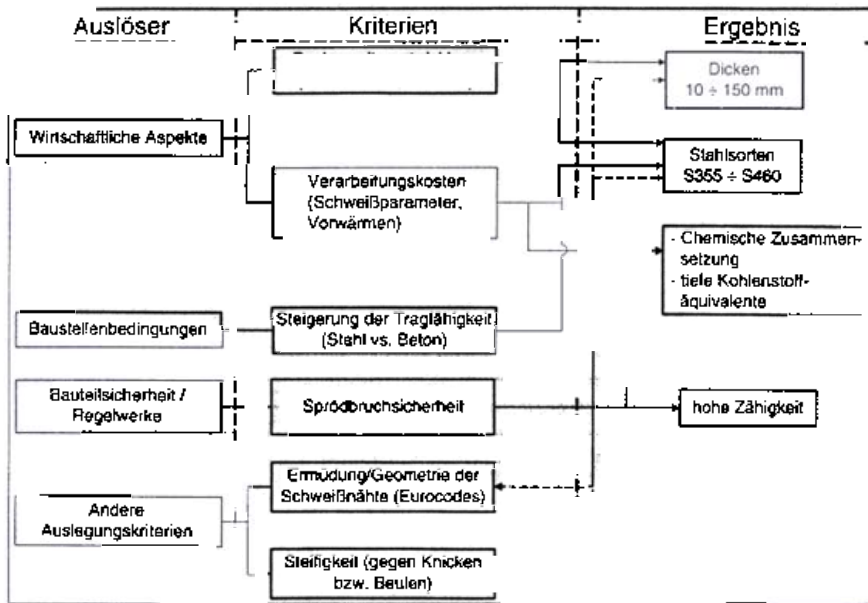 Auslöser
Kriterien
Ergebnis
Dicken
10 ÷ 150 mm
Wirtschaftliche Aspekte
Stahlsorten
S355 ÷ S460
Verarbeitungskosten
(Schweißparameter,
Vorwärmen)
- Chemische Zusammen-
setzung
- tiefe Kohlenstoff-
äquivalente
Baustellenbedingungen
Steigerung der Tragfähigkeit
(Stahl vs. Beton)
Bauteilsicherheit /
Regelwerke
Sprödbruchsicherheit
hohe Zähigkeit
Ermüdung/Geometrie der
Schweißnähte (Eurocodes)
Andere
Auslegungskriterien
Steifigkeit (gegen Knicken
bzw. Beulen)